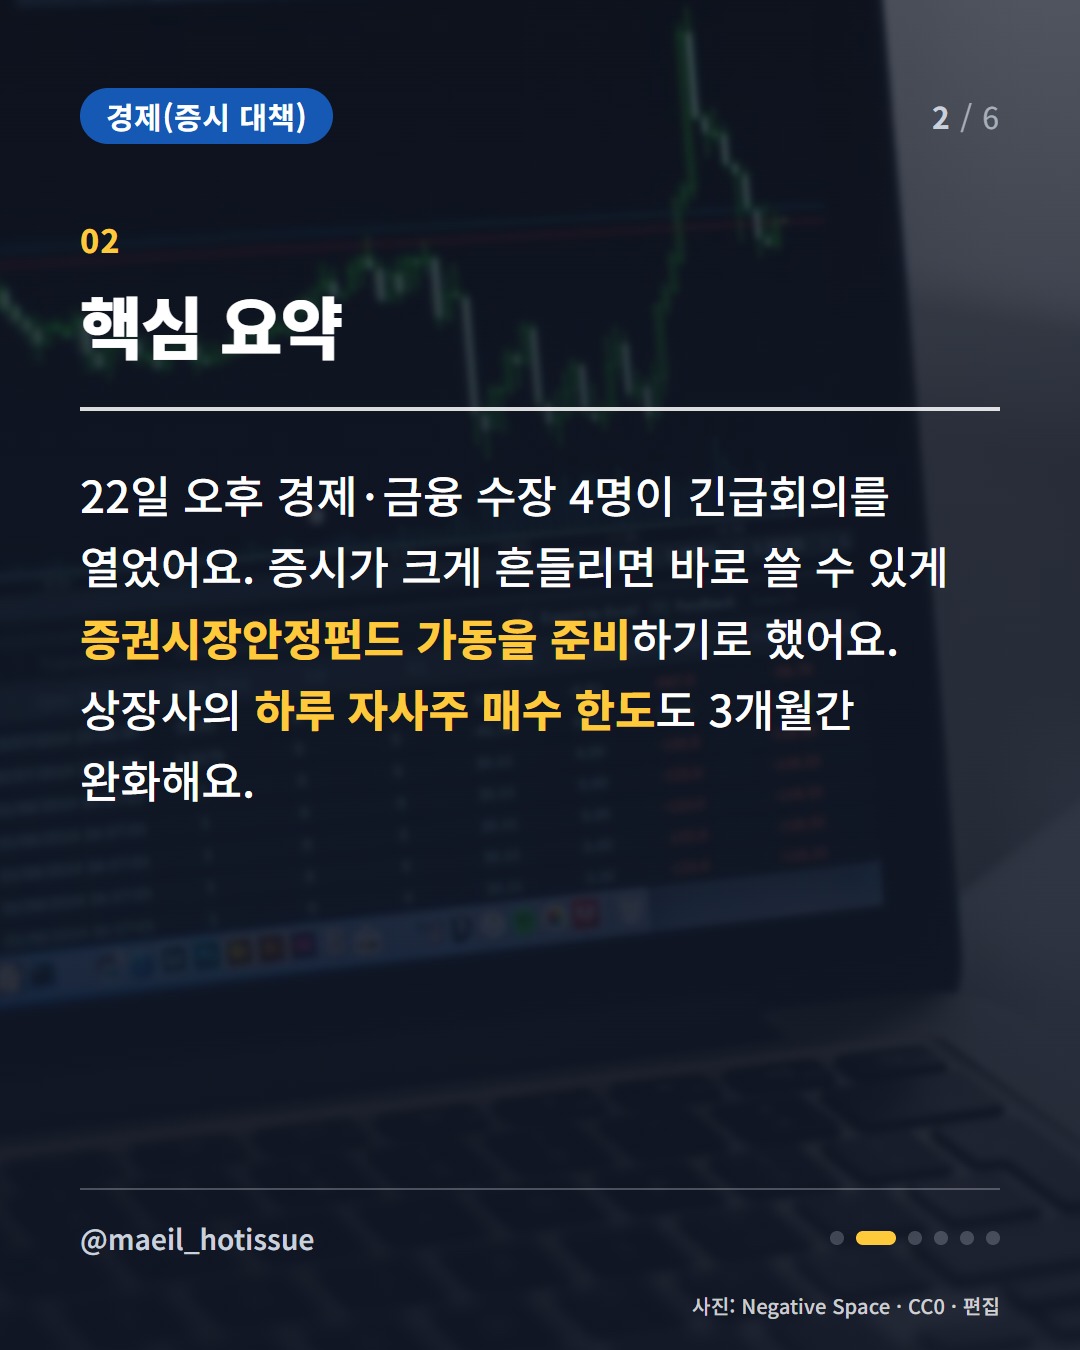 경제(증시 대책)
2 / 6
02
핵심 요약
22일 오후 경제·금융 수장 4명이 긴급회의를
열었어요. 증시가 크게 흔들리면 바로 쓸 수 있게
증권시장안정펀드 가동을 준비하기로 했어요.
상장사의 하루 자사주 매수 한도도 3개월간
완화해요.
@maeil_hotissue
사진: Negative Space · CC0 · 편집